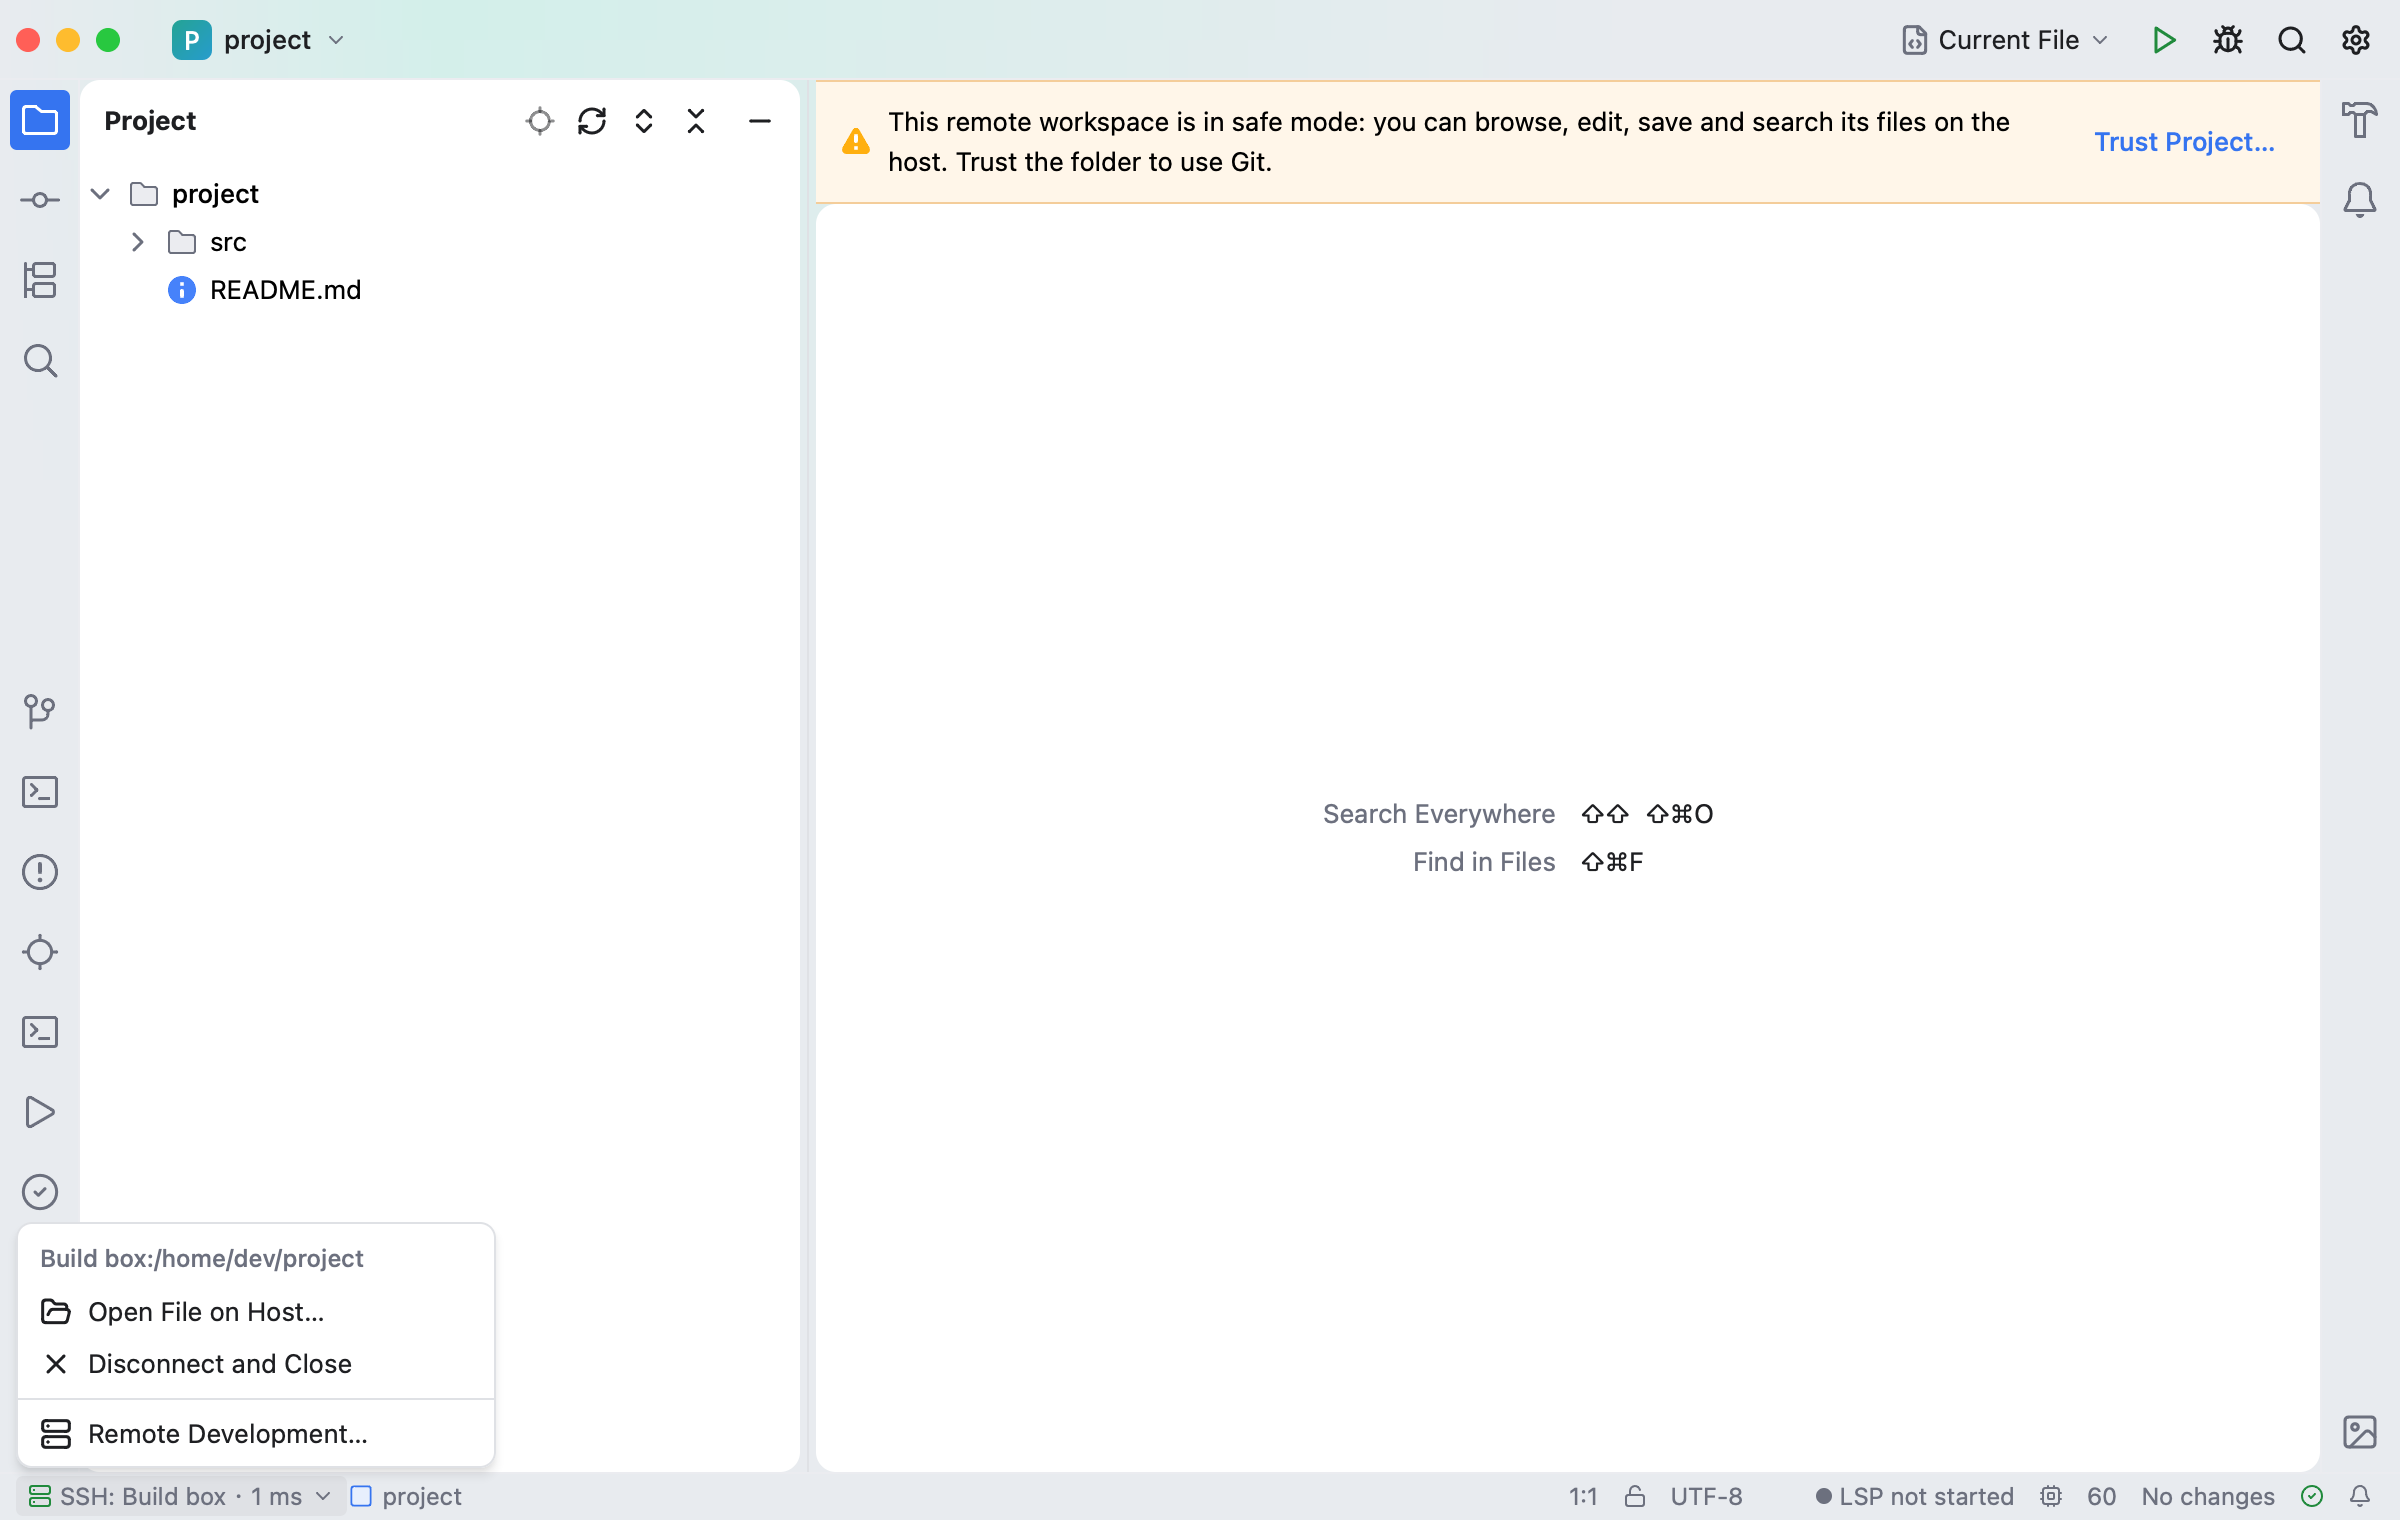 P project
Current File
Project
This remote workspace is in safe mode: you can browse, edit, save and search its files on the
host. Trust the folder to use Git.
Trust Project...
project
src
README.md
Search Everywhere ⇧⇧ ⇧⌘O
Find in Files ⇧⌘F
Build box:/home/dev/project
Open File on Host...
Disconnect and Close
Remote Development...
SSH: Build box · 1 ms
project
1:1
UTF-8
LSP not started
60
No changes